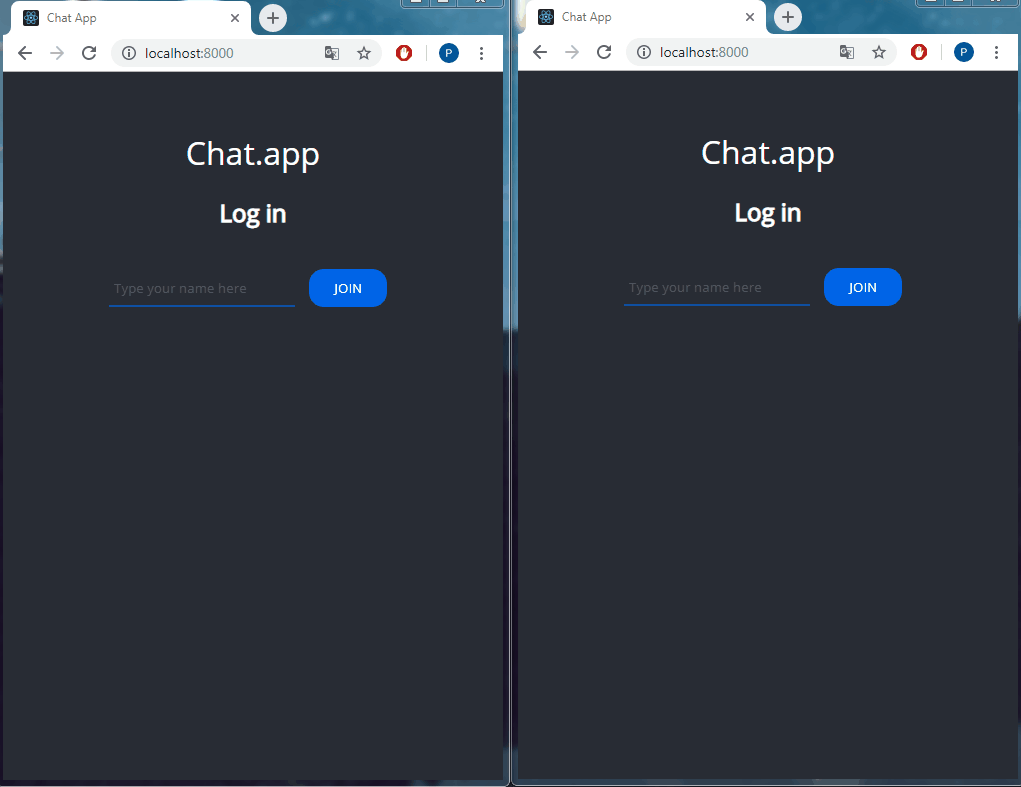 Chat App
localhost:8000
P
Chat.app
Log in
Type your name here
JOIN
Chat App
localhost:8000
P
Chat.app
Log in
Type your name here
JOIN